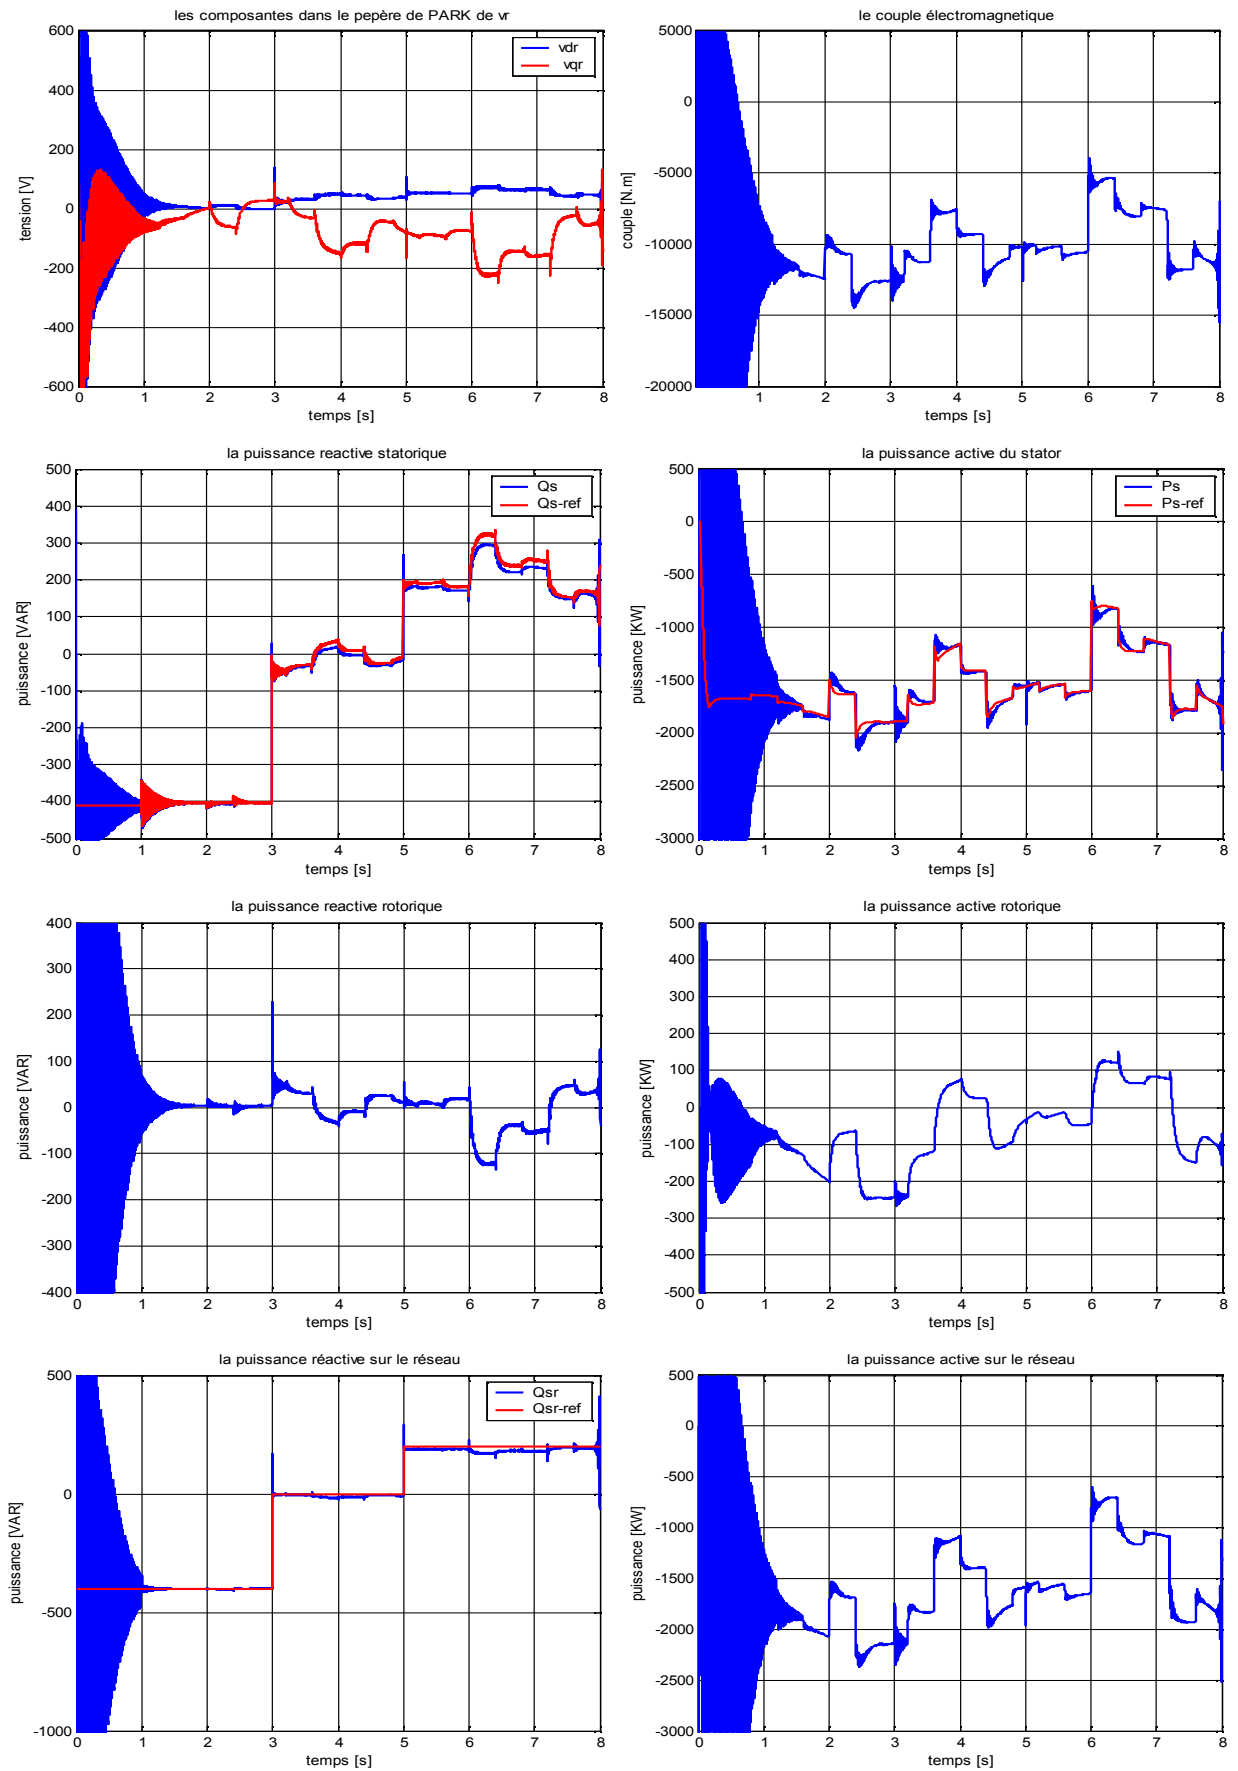 les composantes dans le pepère de PARK de vr
600
400
200
0
-200
-400
-600
tension [V]
vdr
vqr
0 1 2 3 4 5 6 7 8
temps [s]
le couple électromagnetique
5000
0
-5000
-10000
-15000
-20000
couple [N.m]
1 2 3 4 5 6 7 8
temps [s]
la puissance reactive statorique
500
400
300
200
100
0
-100
-200
-300
-400
-500
puissance [VAR]
Qs
Qs-ref
0 1 2 3 4 5 6 7 8
temps [s]
la puissance active du stator
500
0
-500
-1000
-1500
-2000
-2500
-3000
puissance [KW]
Ps
Ps-ref
0 1 2 3 4 5 6 7 8
temps [s]
la puissance reactive rotorique
400
300
200
100
0
-100
-200
-300
-400
puissance [VAR]
0 1 2 3 4 5 6 7 8
temps [s]
la puissance active rotorique
500
400
300
200
100
0
-100
-200
-300
-400
-500
puissance [KW]
0 1 2 3 4 5 6 7 8
temps [s]
la puissance réactive sur le réseau
500
0
-500
-1000
puissance [VAR]
Qsr
Qsr-ref
0 1 2 3 4 5 6 7 8
temps [s]
la puissance active sur le réseau
500
0
-500
-1000
-1500
-2000
-2500
-3000
puissance [KW]
0 1 2 3 4 5 6 7 8
temps [s]